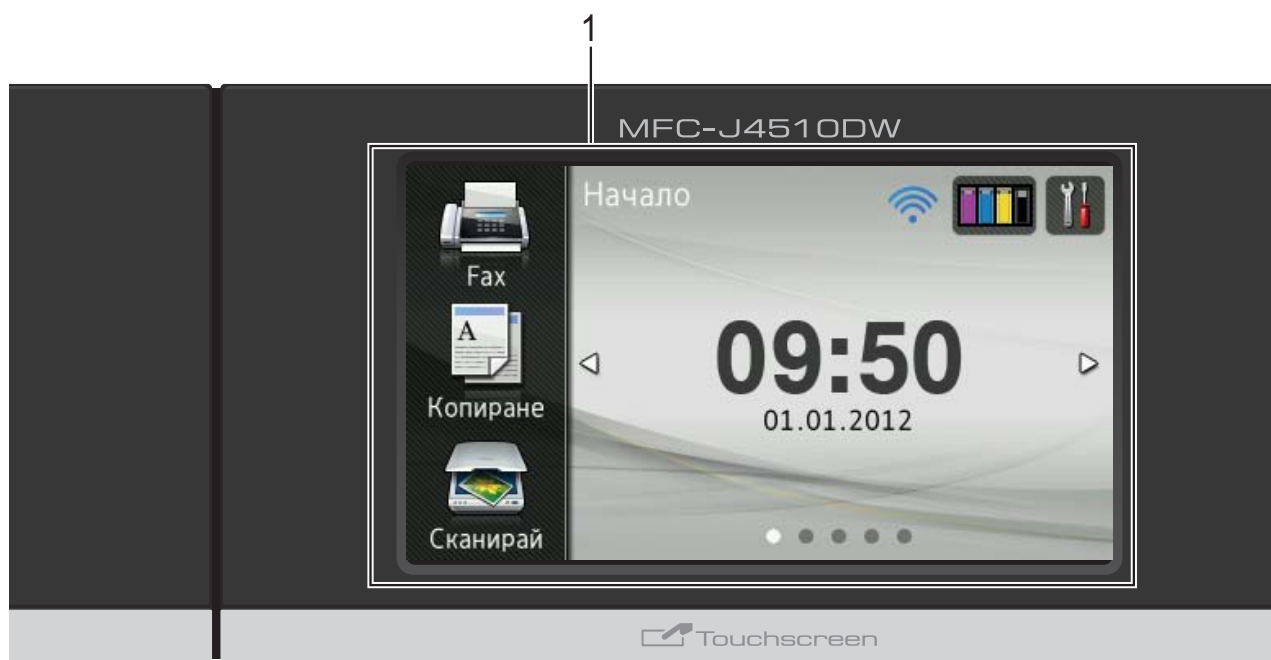 1
MFC-J4510DW
Начало
Fax
A
Копиране
Сканирай
09:50
01.01.2012
Touchscreen